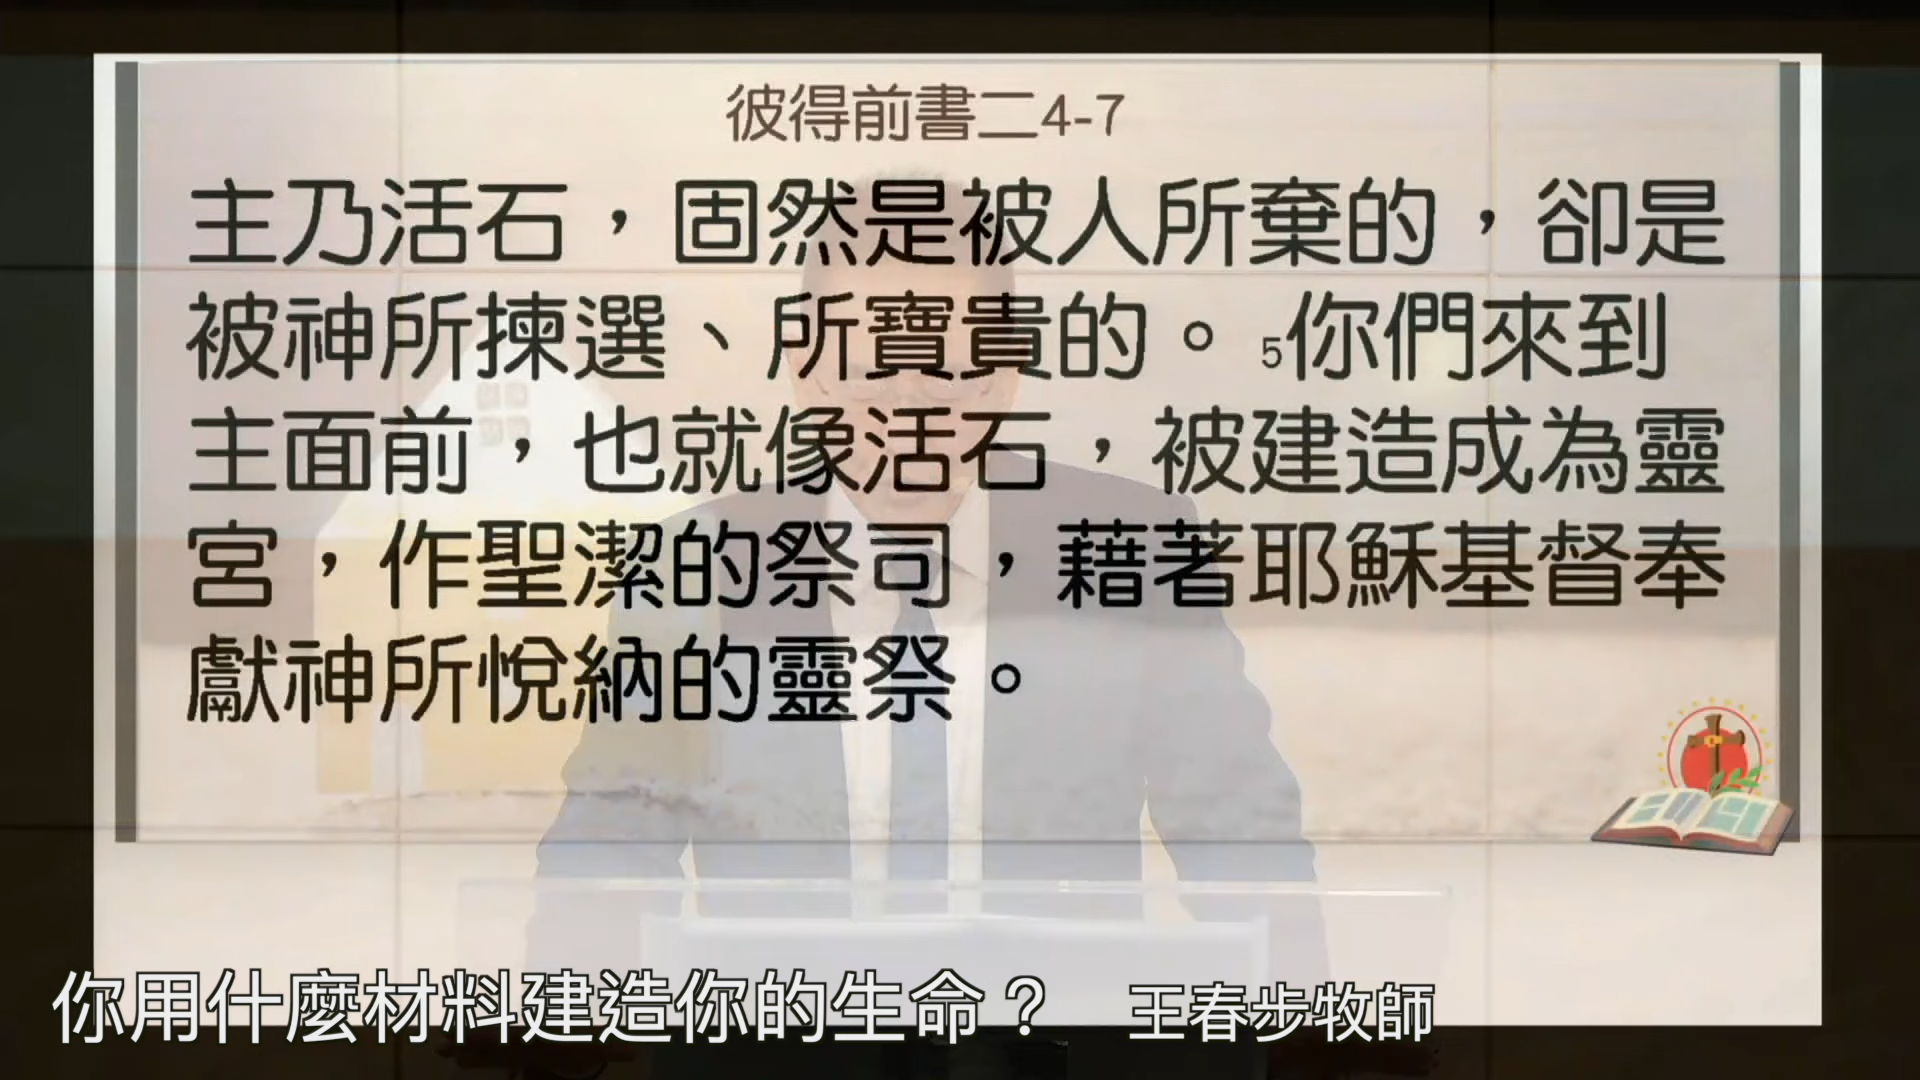 彼得前書二4-7
主乃活石，固然是被人所棄的，卻是
被神所揀選、所寶貴的。5你們來到
主面前，也就像活石，被建造成為靈
宮，作聖潔的祭司，藉著耶穌基督奉
獻神所悅納的靈祭。
你用什麼材料建造你的生命？ 王春步牧師